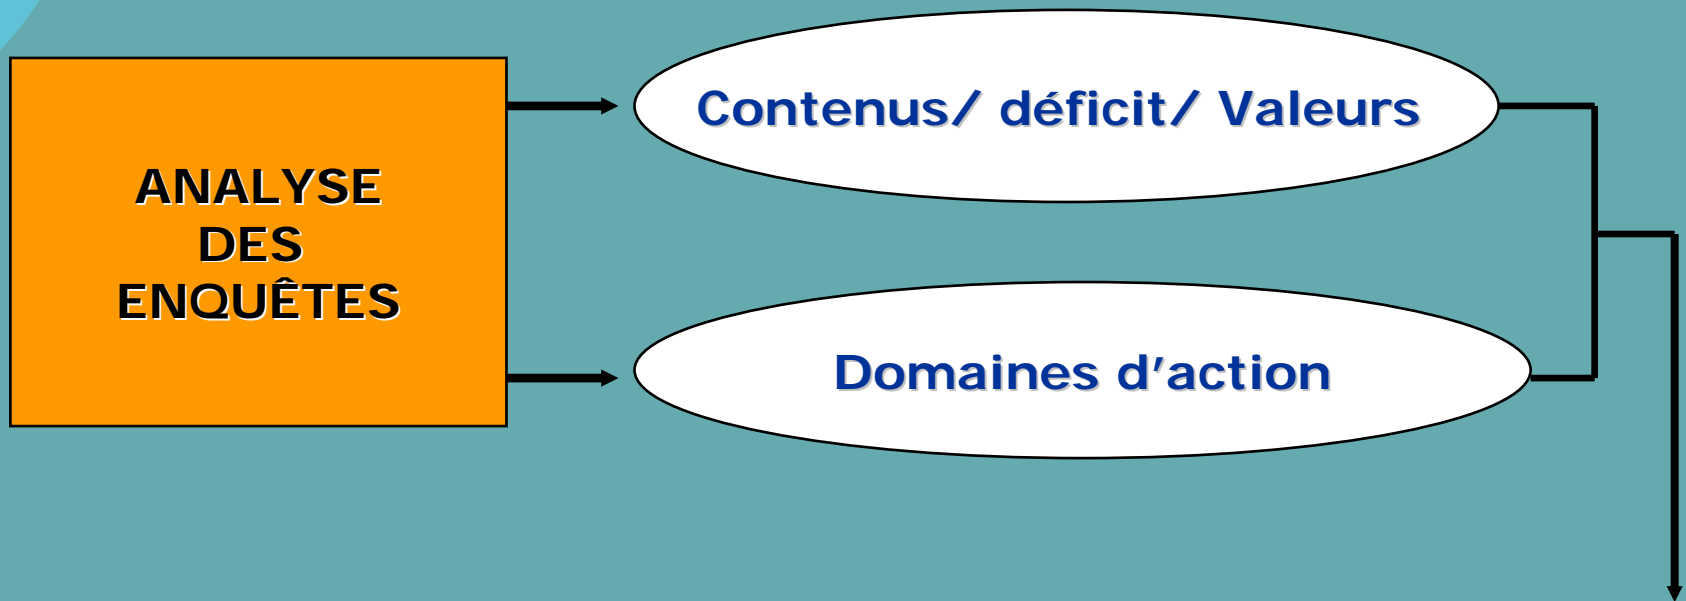 ANALYSE
DES
ENQUÊTES
Contenus/ déficit/ Valeurs
Domaines d’action